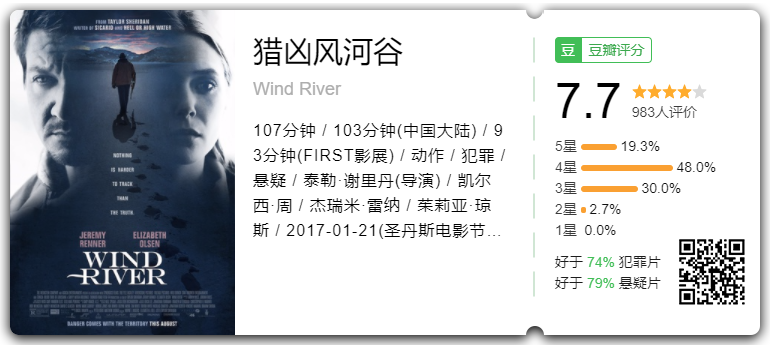 FROM TAYLOR SHERIDAN
WRITER OF SICARIO AND HELL OR HIGH WATER
NOTHING
IS HARDER
TO TRACK
THAN
THE TRUTH
JEREMY RENNER
ELIZABETH OLSEN
WIND
RIVER
DANGER COMES WITH THE TERRITORY THIS AUGUST
猎凶风河谷
Wind River
107分钟 / 103分钟(中国大陆) / 9
3分钟(FIRST影展) / 动作 / 犯罪 /
悬疑 / 泰勒·谢里丹(导演) / 凯尔
西·周 / 杰瑞米·雷纳 / 茱莉亚·琼
斯 / 2017-01-21(圣丹斯电影节...
豆 豆瓣评分
7.7
983人评价
5星 19.3%
4星 48.0%
3星 30.0%
2星 2.7%
1星 0.0%
好于 74% 犯罪片
好于 79% 悬疑片